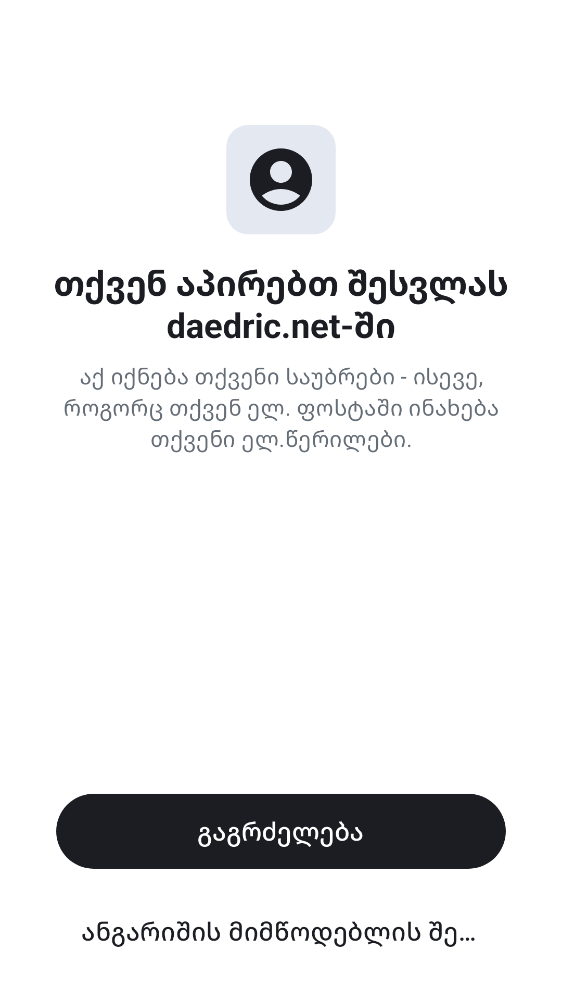 თქვენ აპირებთ შესვლას
daedric.net-ში
აქ იქნება თქვენი საუბრები - ისევე,
როგორც თქვენ ელ. ფოსტაში ინახება
თქვენი ელ.წერილები.
გაგრძელება
ანგარიშის მიმწოდებლის შე…